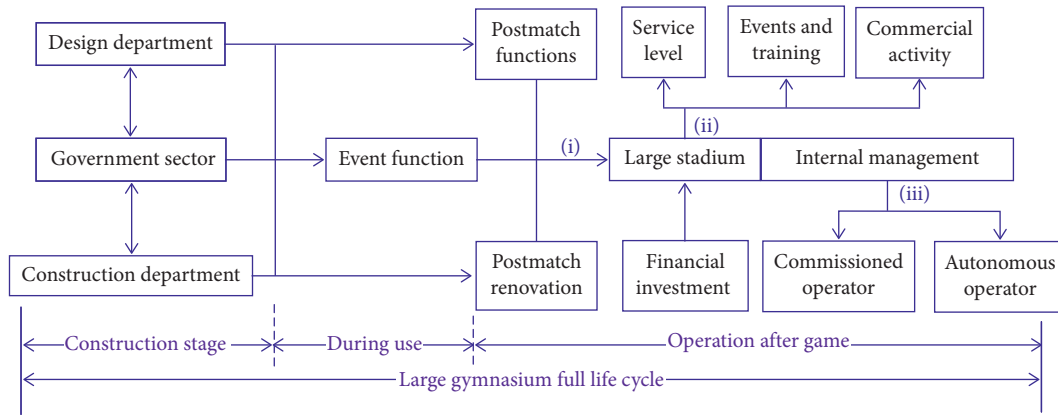 Design department
Postmatch
functions
Service
level
Events and
training
Commercial
activity
Government sector
Event function
(i)
(ii)
Large stadium
Internal management
(iii)
Construction department
Postmatch
renovation
Financial
investment
Commissioned
operator
Autonomous
operator
Construction stage
During use
Operation after game
Large gymnasium full life cycle